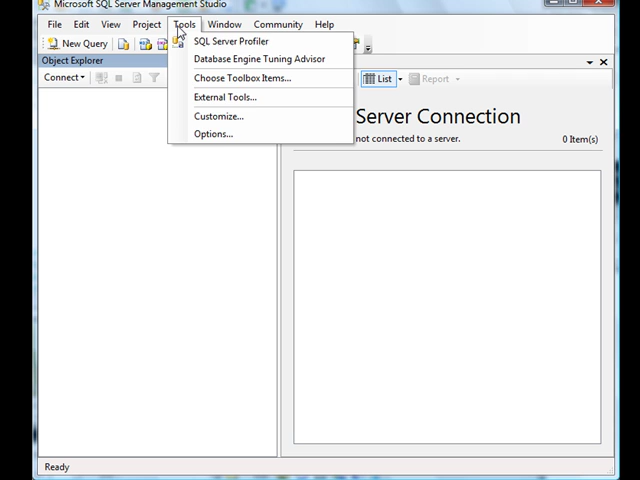 Microsoft SQL Server Management Studio
File Edit View Project Tools Window Community Help
New Query
SQL Server Profiler
Database Engine Tuning Advisor
Choose Toolbox Items...
External Tools...
Customize...
Options...
Object Explorer
Connect
List
Report
Server Connection
not connected to a server.
0 Item(s)
Ready